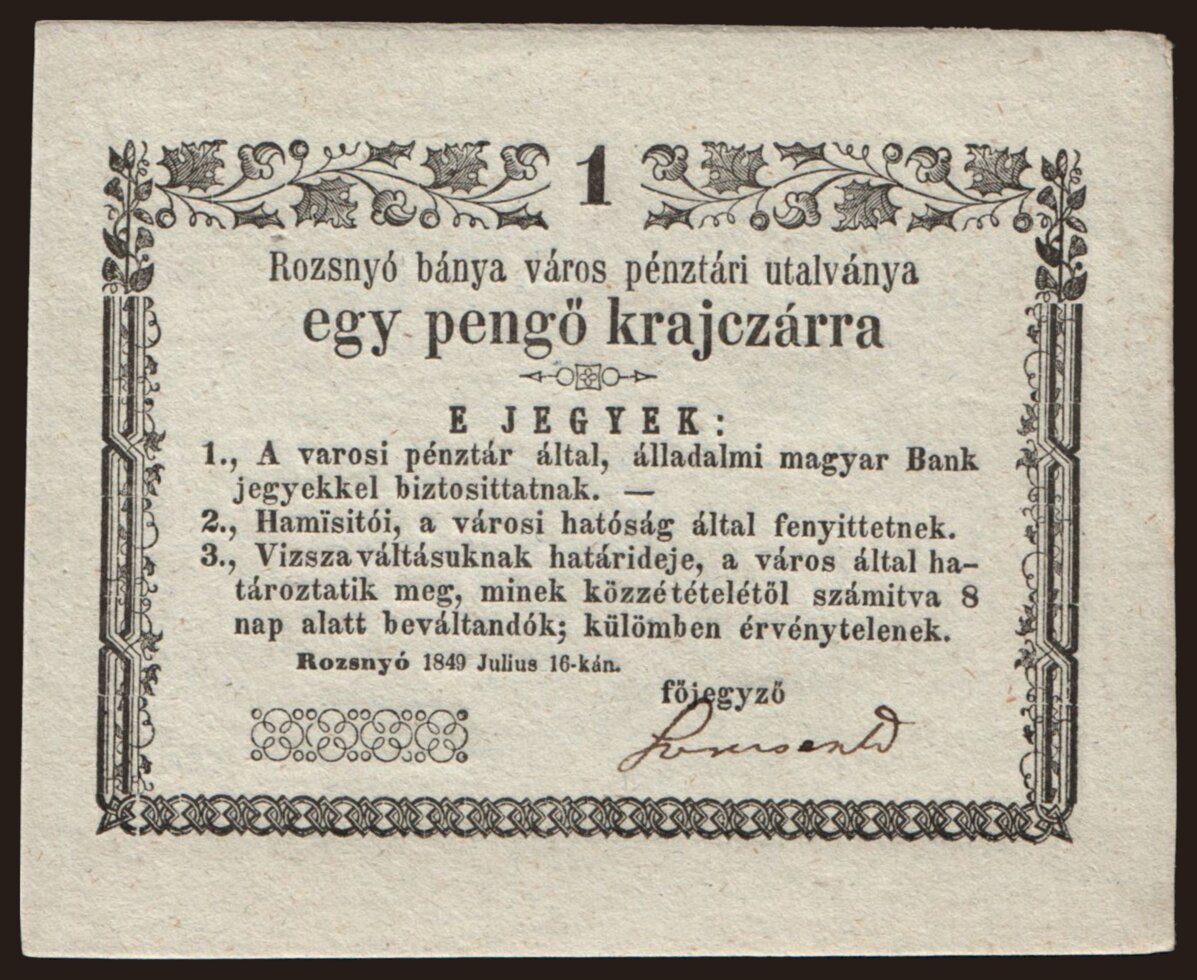 1
Rozsnyó bánya város pénztári utalványa
egy pengő krajczárra
E JEGYEK:
1., A varosi pénztár által, álladalmi magyar Bank
jegyekkel biztosittatnak. —
2., Hamïsitói, a városi hatóság által fenyittetnek.
3., Vizsza váltásuknak határideje, a város által ha-
tároztatik meg, minek közzétételétöl számitva 8
nap alatt beváltandók; külömben érvénytelenek.
Rozsnyó 1849 Julius 16-kán.
főjegyző